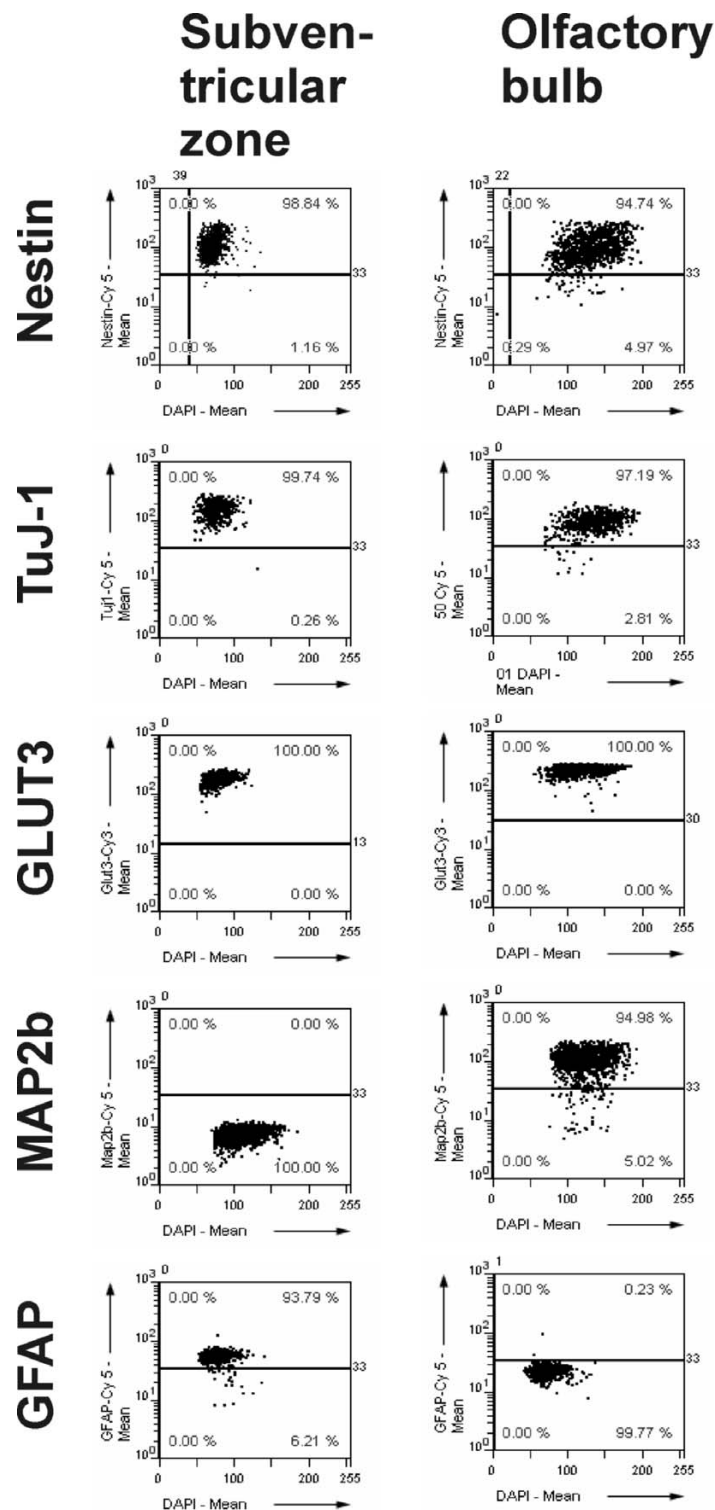 Subven-
tricular
zone
Olfactory
bulb
Nestin
39
10³
0.00 % 98.84 %
10²
33
10¹
0.00 % 1.16 %
10⁰
Nestin-Cy 5 -
Mean
0 100 200 255
DAPI - Mean
22
10³
0.00 % 94.74 %
10²
33
10¹
0.29 % 4.97 %
10⁰
Nestin-Cy 5 -
Mean
0 100 200 255
DAPI - Mean
TuJ-1
0
10³
0.00 % 99.74 %
10²
33
10¹
0.00 % 0.26 %
10⁰
Tuj1-Cy 5 -
Mean
0 100 200 255
DAPI - Mean
0
10³
0.00 % 97.19 %
10²
33
10¹
0.00 % 2.81 %
10⁰
50 Cy 5 -
Mean
0 100 200 255
01 DAPI -
Mean
GLUT3
0
10³
0.00 % 100.00 %
10²
13
10¹
0.00 % 0.00 %
10⁰
Glut3-Cy3 -
Mean
0 100 200 255
DAPI - Mean
0
10³
0.00 % 100.00 %
10²
30
10¹
0.00 % 0.00 %
10⁰
Glut3-Cy3 -
Mean
0 100 200 255
DAPI - Mean
MAP2b
0
10³
0.00 % 0.00 %
10²
33
10¹
0.00 % 100.00 %
10⁰
Map2b-Cy 5 -
Mean
0 100 200 255
DAPI - Mean
0
10³
0.00 % 94.98 %
10²
33
10¹
0.00 % 5.02 %
10⁰
Map2b-Cy 5 -
Mean
0 100 200 255
DAPI - Mean
GFAP
0
10³
0.00 % 93.79 %
10²
33
10¹
0.00 % 6.21 %
10⁰
GFAP-Cy 5 -
Mean
0 100 200 255
DAPI - Mean
1
10³
0.00 % 0.23 %
10²
33
10¹
0.00 % 99.77 %
10⁰
GFAP-Cy 5 -
Mean
0 100 200 255
DAPI - Mean